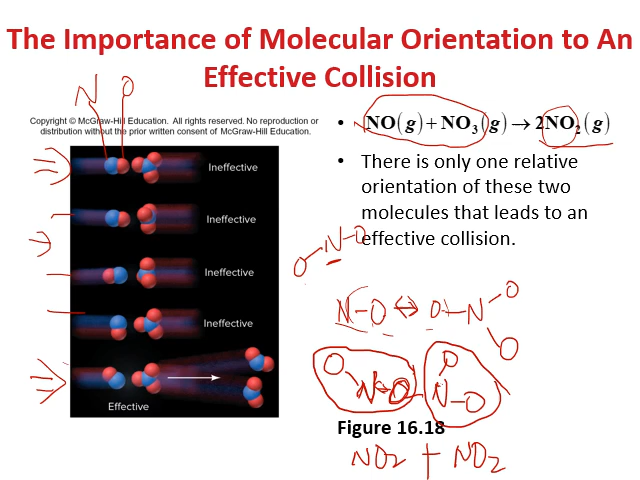 The Importance of Molecular Orientation to An
Effective Collision
N O
Copyright © McGraw-Hill Education. All rights reserved. No reproduction or
distribution without the prior written consent of McGraw-Hill Education.
Ineffective
Ineffective
Ineffective
Ineffective
Effective
• NO(g) + NO₃(g) → 2NO₂(g)
• There is only one relative
orientation of these two
molecules that leads to an
effective collision.
O-N-O
N-O ↔ O-N-O
O
O O
N-O N-O
Figure 16.18
NO₂ + NO₂